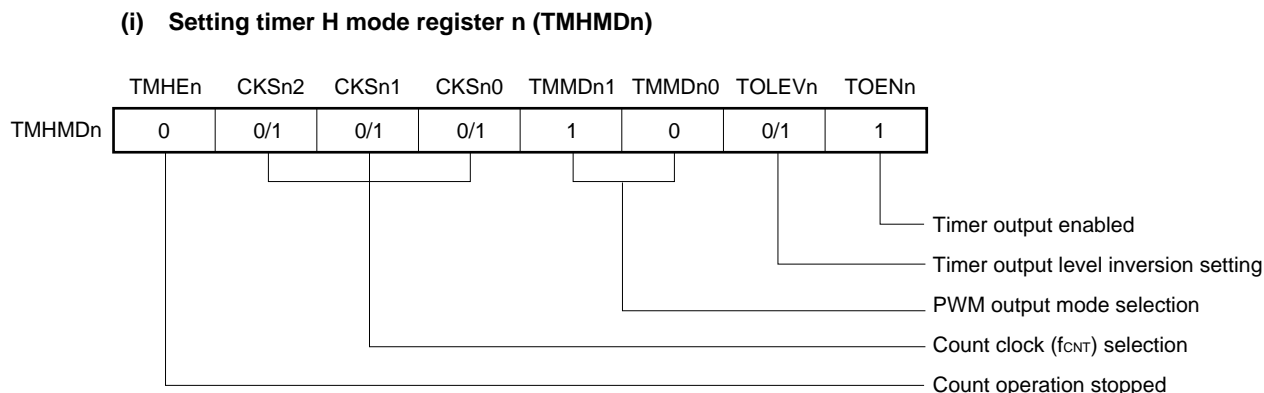 (i) Setting timer H mode register n (TMHMDn)
TMHEn CKSn2 CKSn1 CKSn0 TMMDn1 TMMDn0 TOLEVn TOENn
TMHMDn 0 0/1 0/1 0/1 1 0 0/1 1
Timer output enabled
Timer output level inversion setting
PWM output mode selection
Count clock (fCNT) selection
Count operation stopped